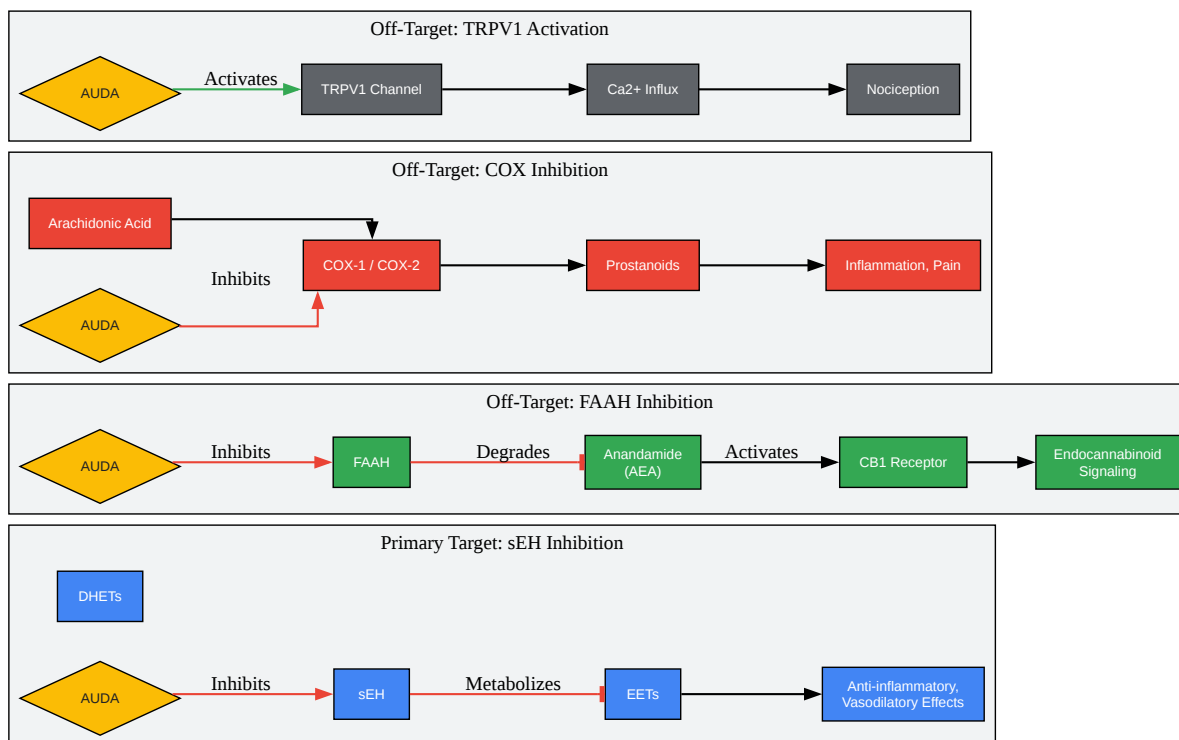 Off-Target: TRPV1 Activation
AUDA
Activates
TRPV1 Channel
Ca2+ Influx
Nociception
Off-Target: COX Inhibition
Arachidonic Acid
Inhibits
COX-1 / COX-2
Prostanoids
Inflammation, Pain
AUDA
Off-Target: FAAH Inhibition
AUDA
Inhibits
FAAH
Degrades
Anandamide
(AEA)
Activates
CB1 Receptor
Endocannabinoid
Signaling
Primary Target: sEH Inhibition
DHETs
AUDA
Inhibits
sEH
Metabolizes
EETs
Anti-inflammatory,
Vasodilatory Effects